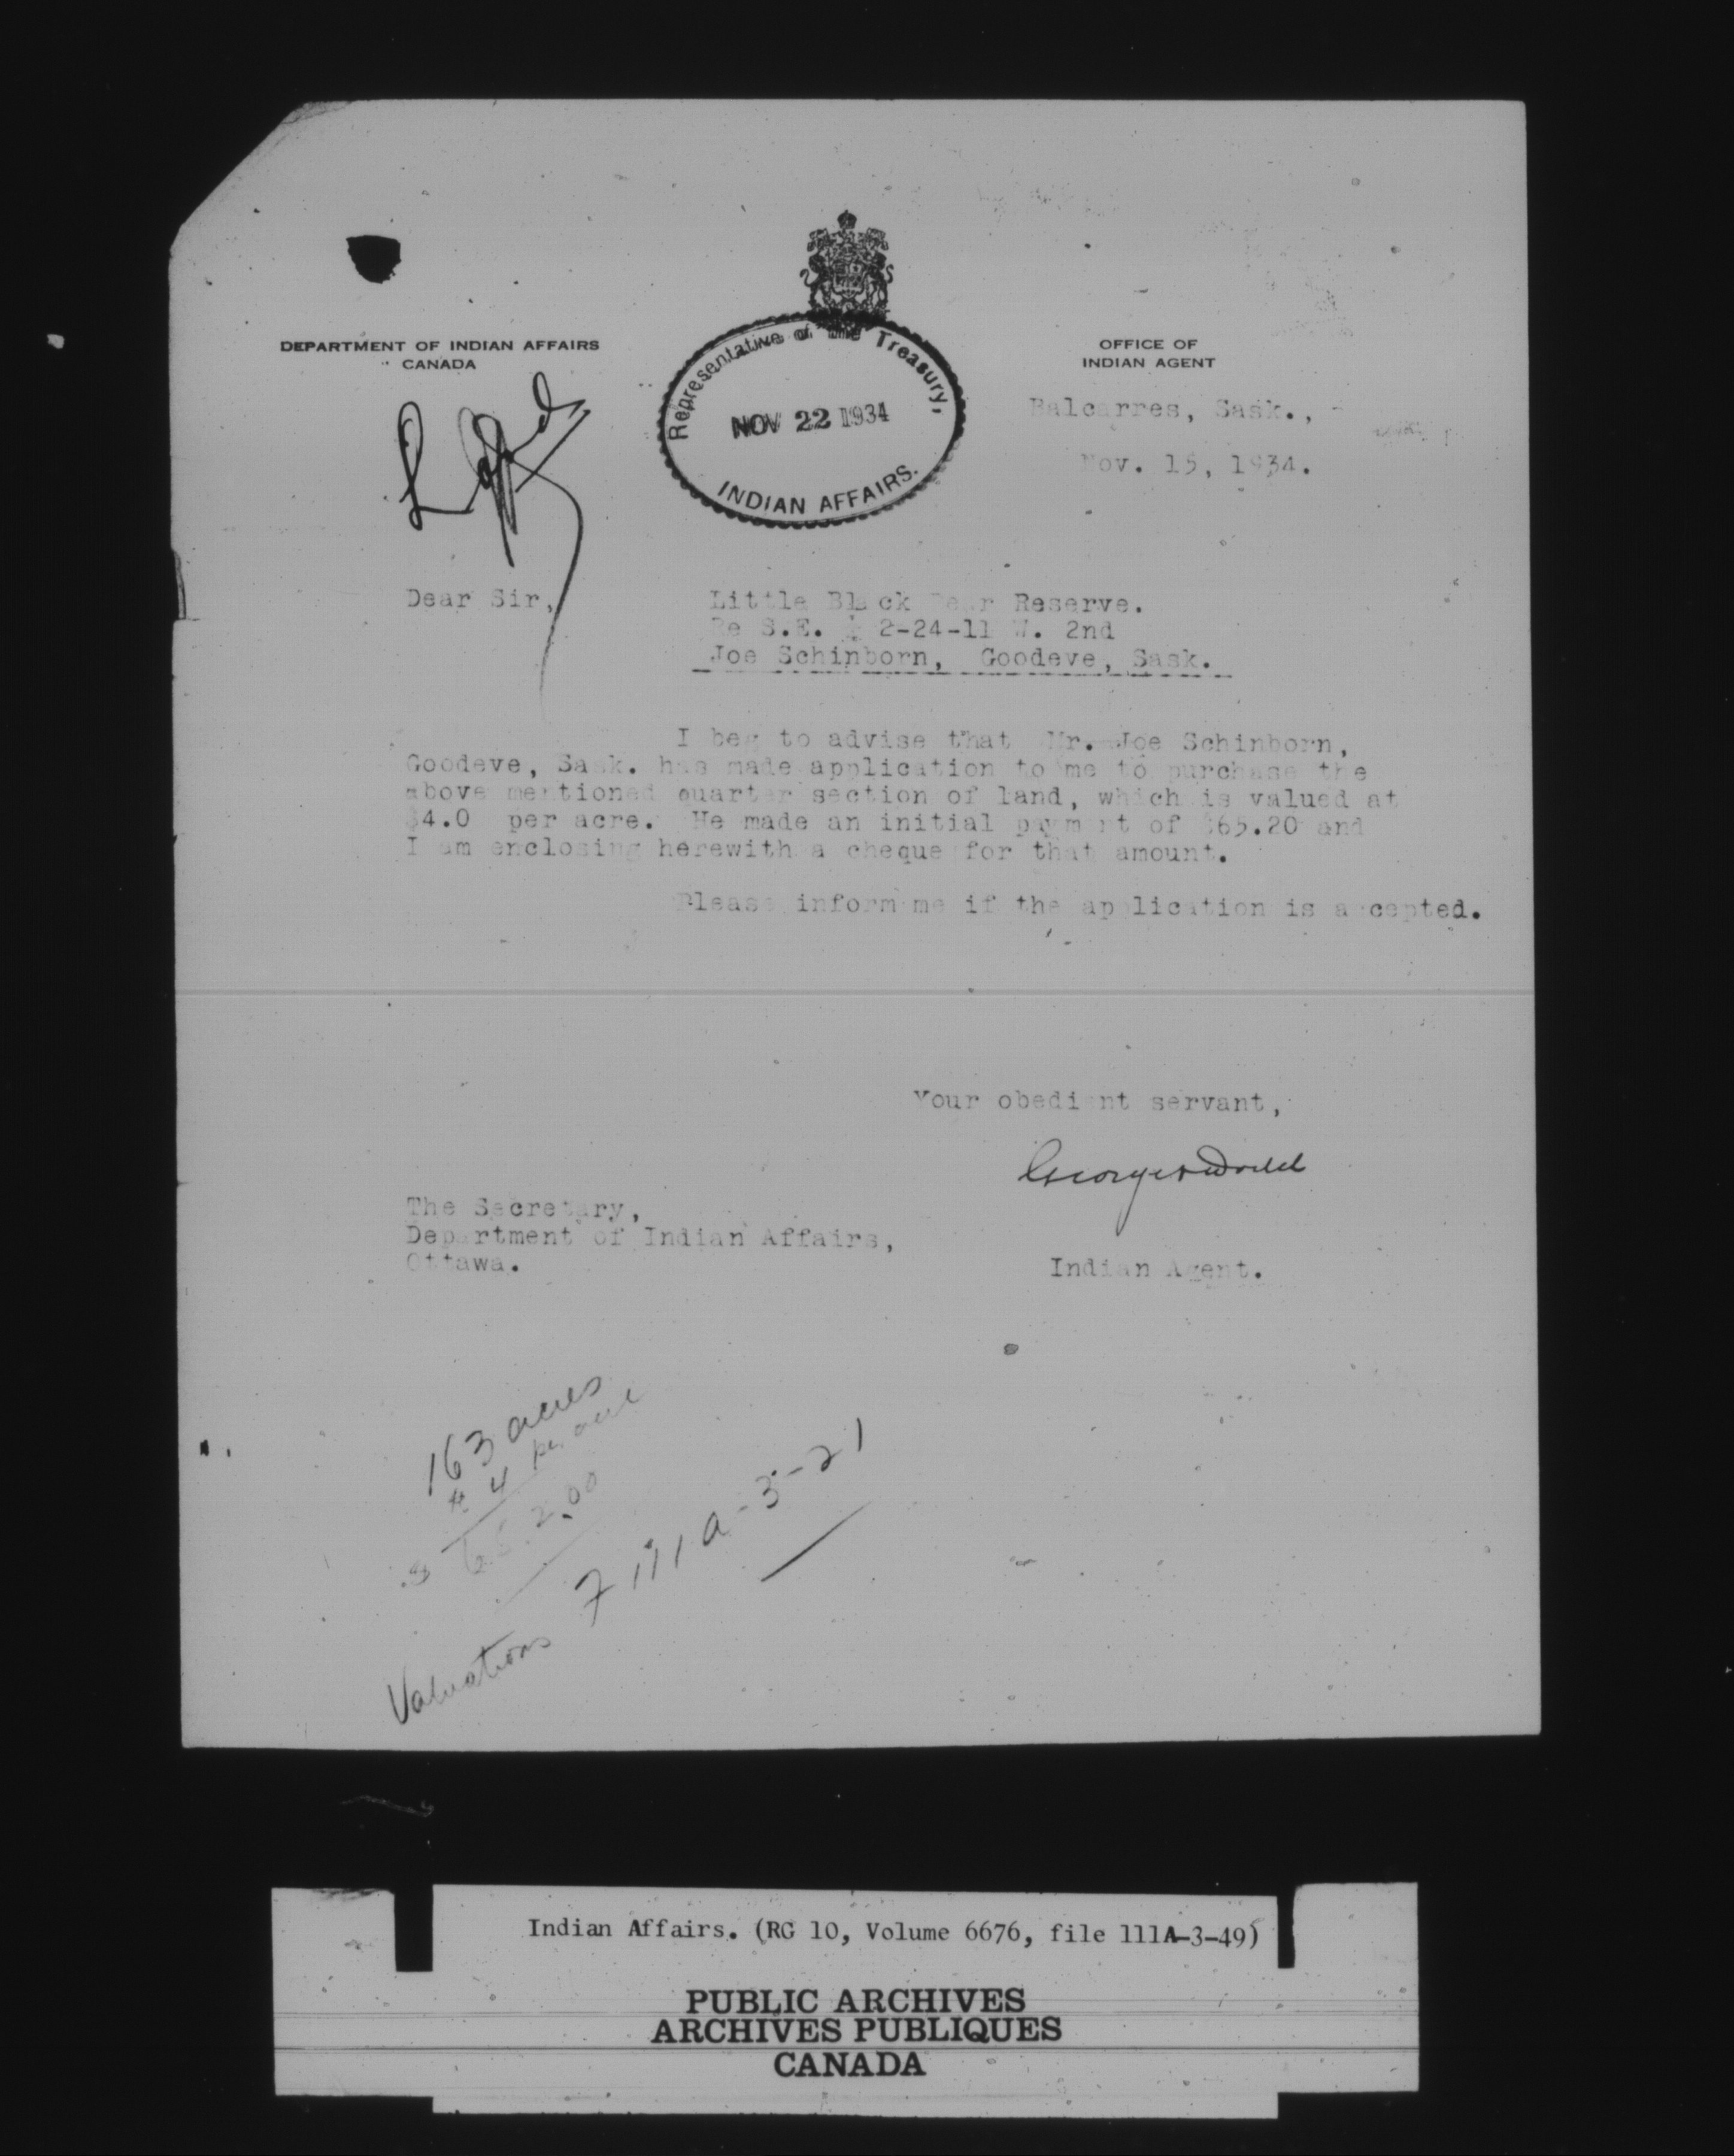 DEPARTMENT OF INDIAN AFFAIRS
CANADA
Representative of the Treasury,
NOV 22 1934
INDIAN AFFAIRS.
OFFICE OF
INDIAN AGENT
Balcarres, Sask.,
Nov. 15, 1934.
Dear Sir,
Little Black Bear Reserve.
Re S.E. ¼ 2-24-11 W. 2nd
Joe Schinborn, Goodeve, Sask.
I beg to advise that Mr. Joe Schinborn,
Goodeve, Sask. has made application to me to purchase the
above mentioned quarter section of land, which is valued at
$4.0 per acre. He made an initial payment of $65.20 and
I am enclosing herewith a cheque for that amount.
Please inform me if the application is accepted.
Your obedient servant,
The Secretary,
Department of Indian Affairs,
Ottawa.
Indian Agent.
163 acres
$ 4 per acre
$ 652.00
Valuations F 111A-3-21
Indian Affairs. (RG 10, Volume 6676, file 111A-3-49)
PUBLIC ARCHIVES
ARCHIVES PUBLIQUES
CANADA